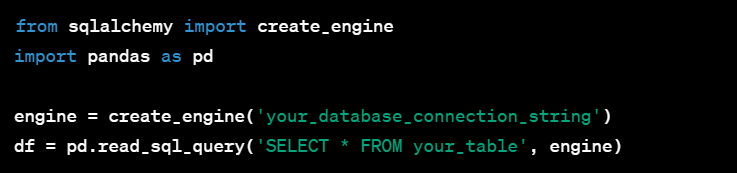 from sqlalchemy import create_engine
import pandas as pd
engine = create_engine('your_database_connection_string')
df = pd.read_sql_query('SELECT * FROM your_table', engine)